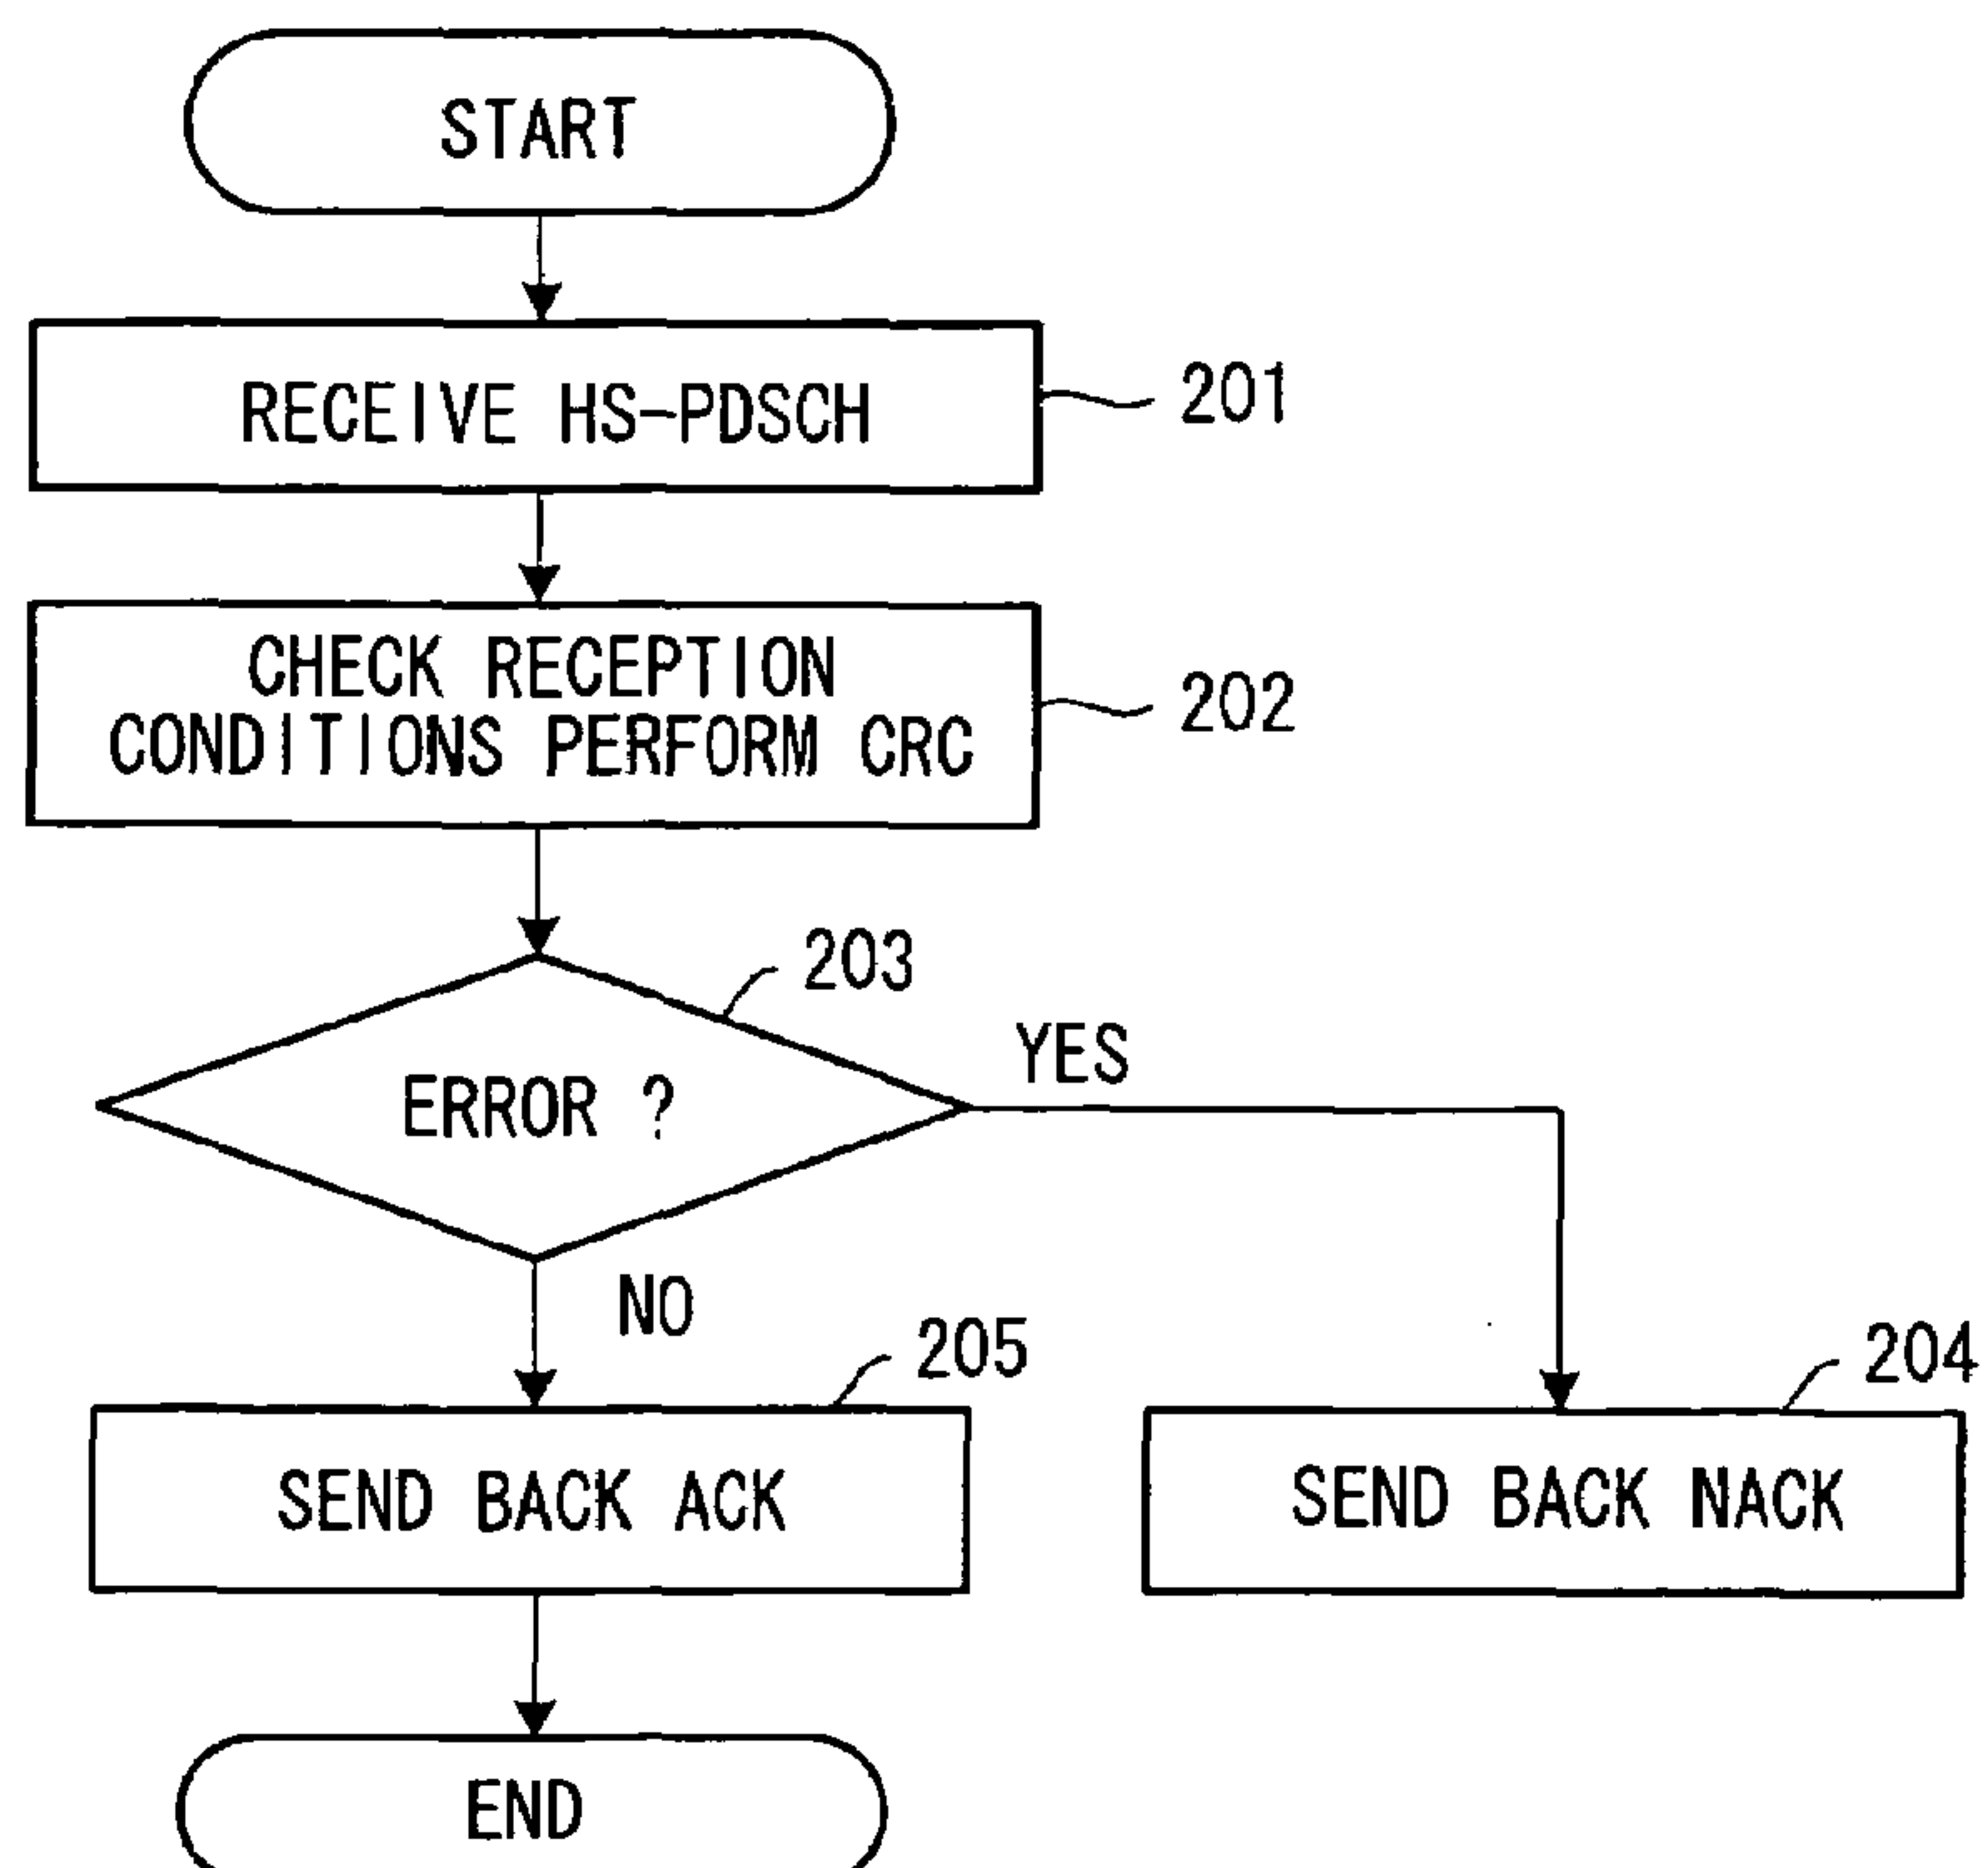 START
RECEIVE HS-PDSCH
201
CHECK RECEPTION
CONDITIONS PERFORM CRC
202
203
ERROR ?
YES
NO
205
204
SEND BACK ACK
SEND BACK NACK
END